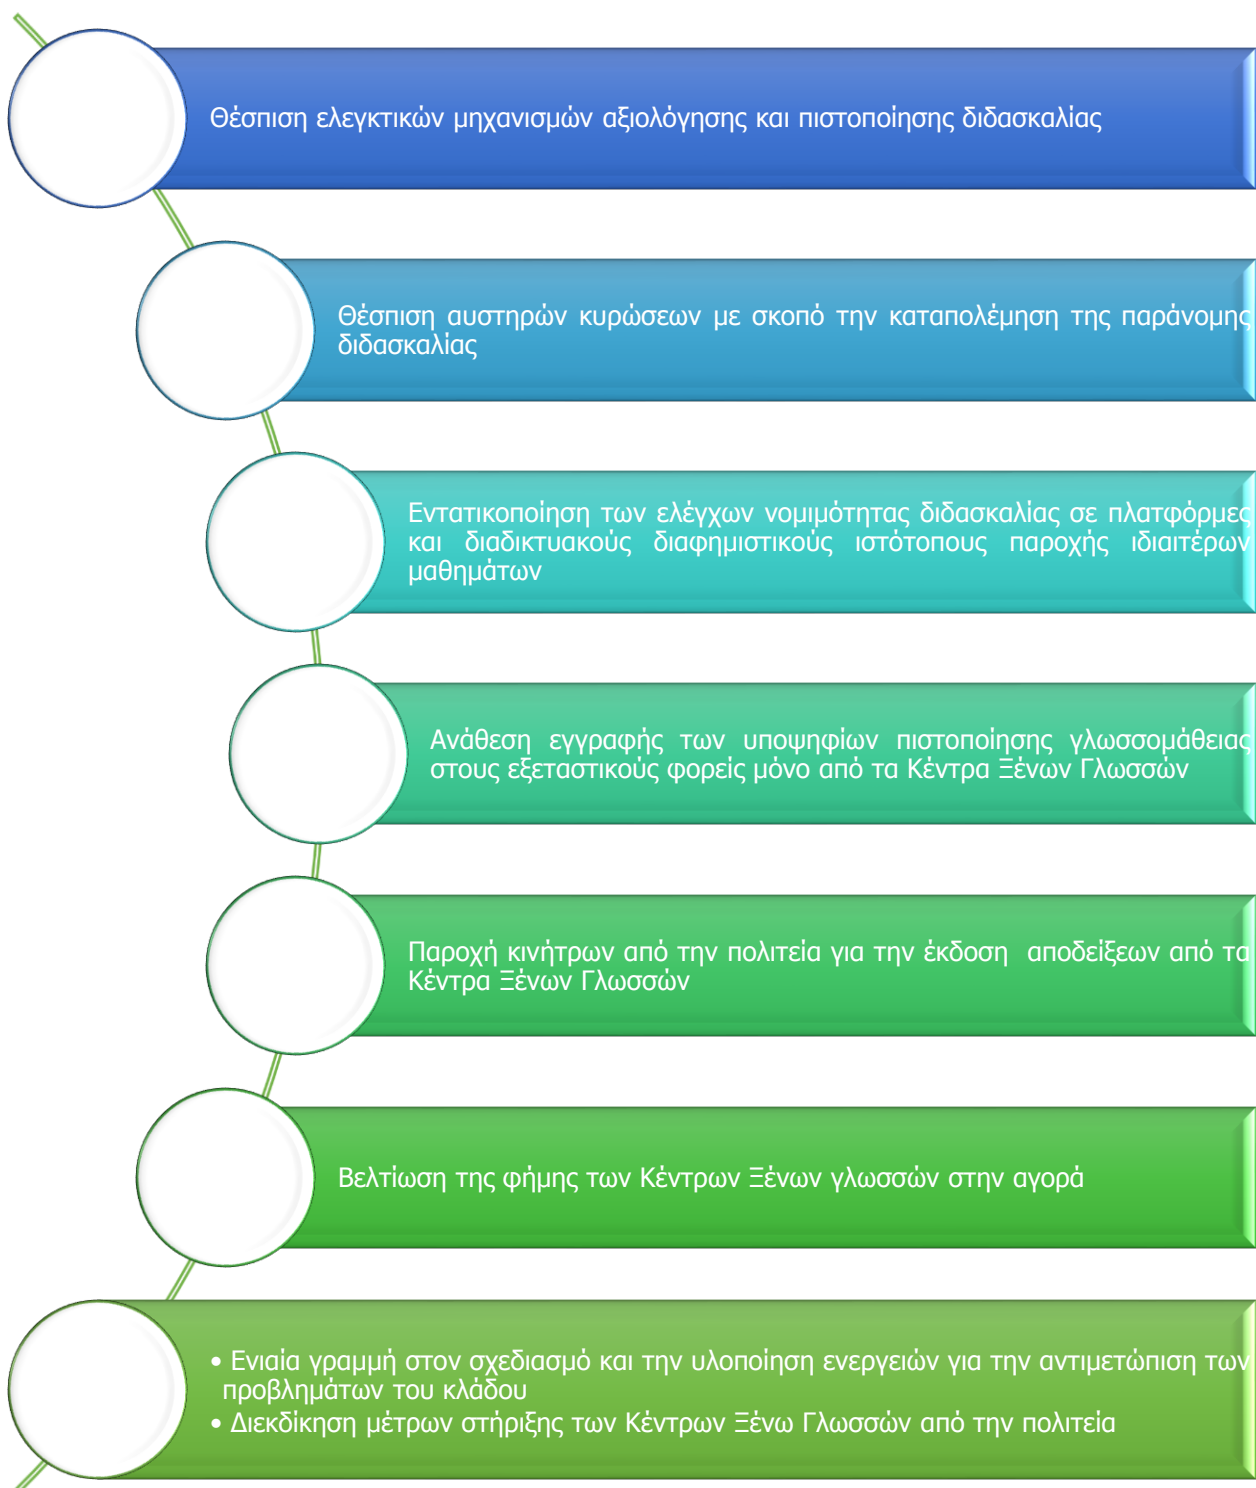 Θέσπιση ελεγκτικών μηχανισμών αξιολόγησης και πιστοποίησης διδασκαλίας
Θέσπιση αυστηρών κυρώσεων με σκοπό την καταπολέμηση της παράνομης
διδασκαλίας
Εντατικοποίηση των ελέγχων νομιμότητας διδασκαλίας σε πλατφόρμες
και διαδικτυακούς διαφημιστικούς ιστότοπους παροχής ιδιαιτέρων
μαθημάτων
Ανάθεση εγγραφής των υποψηφίων πιστοποίησης γλωσσομάθειας
στους εξεταστικούς φορείς μόνο από τα Κέντρα Ξένων Γλωσσών
Παροχή κινήτρων από την πολιτεία για την έκδοση αποδείξεων από τα
Κέντρα Ξένων Γλωσσών
Βελτίωση της φήμης των Κέντρων Ξένων γλωσσών στην αγορά
• Ενιαία γραμμή στον σχεδιασμό και την υλοποίηση ενεργειών για την αντιμετώπιση των
προβλημάτων του κλάδου
• Διεκδίκηση μέτρων στήριξης των Κέντρων Ξένω Γλωσσών από την πολιτεία